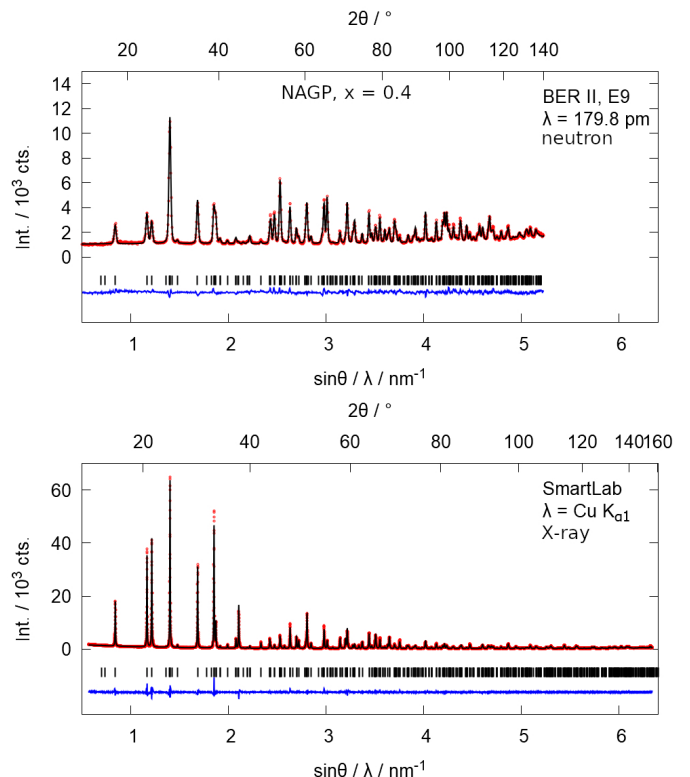 2θ / °
20 40 60 80 100 120 140
14
12
10
8
6
4
2
0
Int. / 10³ cts.
NAGP, x = 0.4
BER II, E9
λ = 179.8 pm
neutron
1 2 3 4 5 6
sinθ / λ / nm⁻¹
2θ / °
20 40 60 80 100 120 140 160
60
40
20
0
Int. / 10³ cts.
SmartLab
λ = Cu Kα1
X-ray
1 2 3 4 5 6
sinθ / λ / nm⁻¹